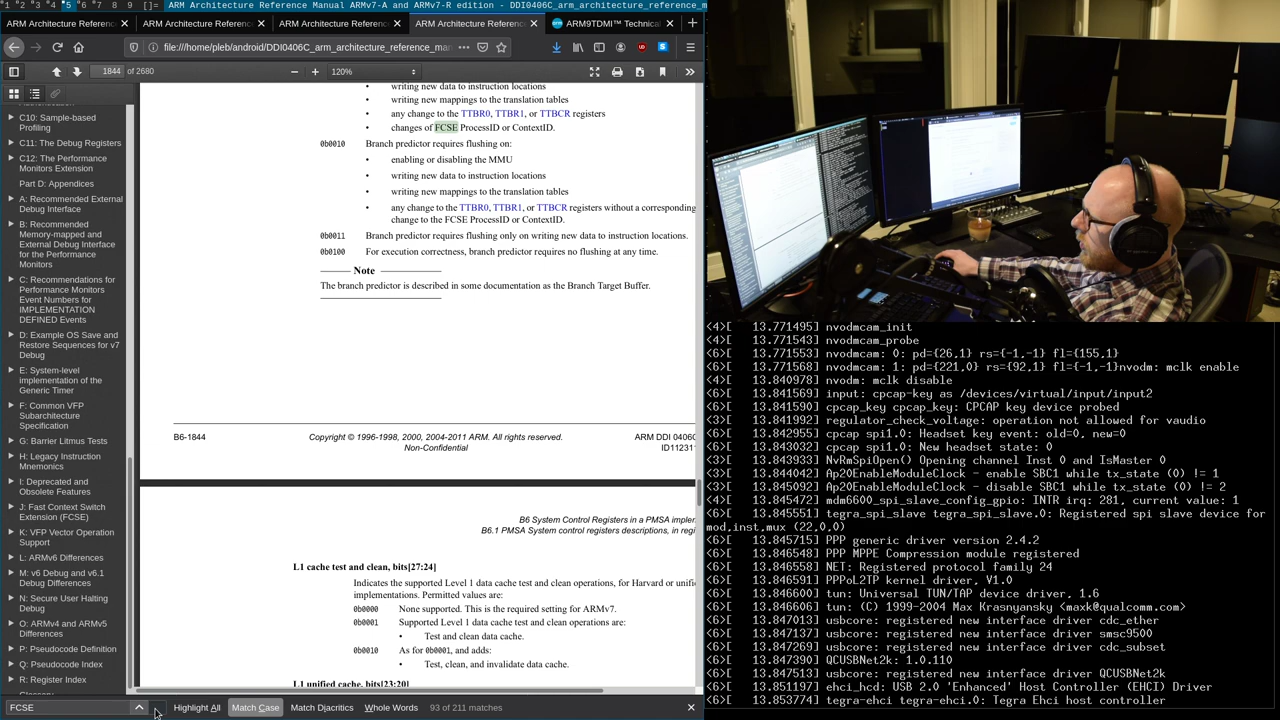 1 2 3 4 5 6 7 8 9 ARM Architecture Reference Manual ARMv7-A and ARMv7-R edition - DDI0406C_arm_architecture_reference_m
ARM Architecture Referenc
ARM Architecture Referenc
ARM Architecture Referenc
ARM Architecture Referenc
ARM9TDMI™ Technical
file:///home/pleb/android/DDI0406C_arm_architecture_reference_ma
1844 of 2680
120%
C10: Sample-based
Profiling
C11: The Debug Registers
C12: The Performance
Monitors Extension
Part D: Appendices
A: Recommended External
Debug Interface
B: Recommended
Memory-mapped and
External Debug Interface
for the Performance
Monitors
C: Recommendations for
Performance Monitors
Event Numbers for
IMPLEMENTATION
DEFINED Events
D: Example OS Save and
Restore Sequences for v7
Debug
E: System-level
implementation of the
Generic Timer
F: Common VFP
Subarchitecture
Specification
G: Barrier Litmus Tests
H: Legacy Instruction
Mnemonics
I: Deprecated and
Obsolete Features
J: Fast Context Switch
Extension (FCSE)
K: VFP Vector Operation
Support
L: ARMv6 Differences
M: v6 Debug and v6.1
Debug Differences
N: Secure User Halting
Debug
O: ARMv4 and ARMv5
Differences
P: Pseudocode Definition
Q: Pseudocode Index
R: Register Index
• writing new data to instruction locations
• writing new mappings to the translation tables
• any change to the TTBR0, TTBR1, or TTBCR registers
• changes of FCSE ProcessID or ContextID.
0b0010 Branch predictor requires flushing on:
• enabling or disabling the MMU
• writing new data to instruction locations
• writing new mappings to the translation tables
• any change to the TTBR0, TTBR1, or TTBCR registers without a corresponding
change to the FCSE ProcessID or ContextID.
0b0011 Branch predictor requires flushing only on writing new data to instruction locations.
0b0100 For execution correctness, branch predictor requires no flushing at any time.
Note
The branch predictor is described in some documentation as the Branch Target Buffer.
B6-1844 Copyright © 1996-1998, 2000, 2004-2011 ARM. All rights reserved. ARM DDI 0406C
Non-Confidential ID11231
B6 System Control Registers in a PMSA implem
B6.1 PMSA System control registers descriptions, in regi
L1 cache test and clean, bits[27:24]
Indicates the supported Level 1 data cache test and clean operations, for Harvard or unifi
implementations. Permitted values are:
0b0000 None supported. This is the required setting for ARMv7.
0b0001 Supported Level 1 data cache test and clean operations are:
• Test and clean data cache.
0b0010 As for 0b0001, and adds:
• Test, clean, and invalidate data cache.
L1 unified cache, bits[23:20]
FCSE Highlight All Match Case Match Diacritics Whole Words 93 of 211 matches
<4>[ 13.771495] nvodmcam_init
<4>[ 13.771543] nvodmcam_probe
<6>[ 13.771553] nvodmcam: 0: pd={26,1} rs={-1,-1} fl={155,1}
<6>[ 13.771568] nvodmcam: 1: pd={221,0} rs={92,1} fl={-1,-1}nvodm: mclk enable
<4>[ 13.840978] nvodm: mclk disable
<6>[ 13.841569] input: cpcap-key as /devices/virtual/input/input2
<6>[ 13.841590] cpcap_key cpcap_key: CPCAP key device probed
<3>[ 13.841992] regulator_check_voltage: operation not allowed for vaudio
<6>[ 13.842955] cpcap spi1.0: Headset key event: old=0, new=0
<6>[ 13.843032] cpcap spi1.0: New headset state: 0
<3>[ 13.843933] NvRmSpiOpen() Opening channel Inst 0 and IsMaster 0
<3>[ 13.844042] Ap20EnableModuleClock - enable SBC1 while tx_state (0) != 1
<3>[ 13.844193] Ap20EnableModuleClock - disable SBC1 while tx_state (0) != 2
<4>[ 13.845472] mdm6600_spi_slave_config_gpio: INTR irq: 281, current value: 1
<6>[ 13.845551] tegra_spi_slave tegra_spi_slave.0: Registered spi slave device for
mod,inst,mux (22,0,0)
<6>[ 13.845715] PPP generic driver version 2.4.2
<6>[ 13.846548] PPP MPPE Compression module registered
<6>[ 13.846558] NET: Registered protocol family 24
<6>[ 13.846591] PPPoL2TP kernel driver, V1.0
<6>[ 13.846600] tun: Universal TUN/TAP device driver, 1.6
<6>[ 13.846606] tun: (C) 1999-2004 Max Krasnyansky <maxk@qualcomm.com>
<6>[ 13.847013] usbcore: registered new interface driver cdc_ether
<6>[ 13.847137] usbcore: registered new interface driver smsc9500
<6>[ 13.847269] usbcore: registered new interface driver cdc_subset
<6>[ 13.847390] QCUSBNet2k: 1.0.110
<6>[ 13.847513] usbcore: registered new interface driver QCUSBNet2k
<6>[ 13.851197] ehci_hcd: USB 2.0 'Enhanced' Host Controller (EHCI) Driver
<6>[ 13.853774] tegra-ehci tegra-ehci.0: Tegra Ehci host controller